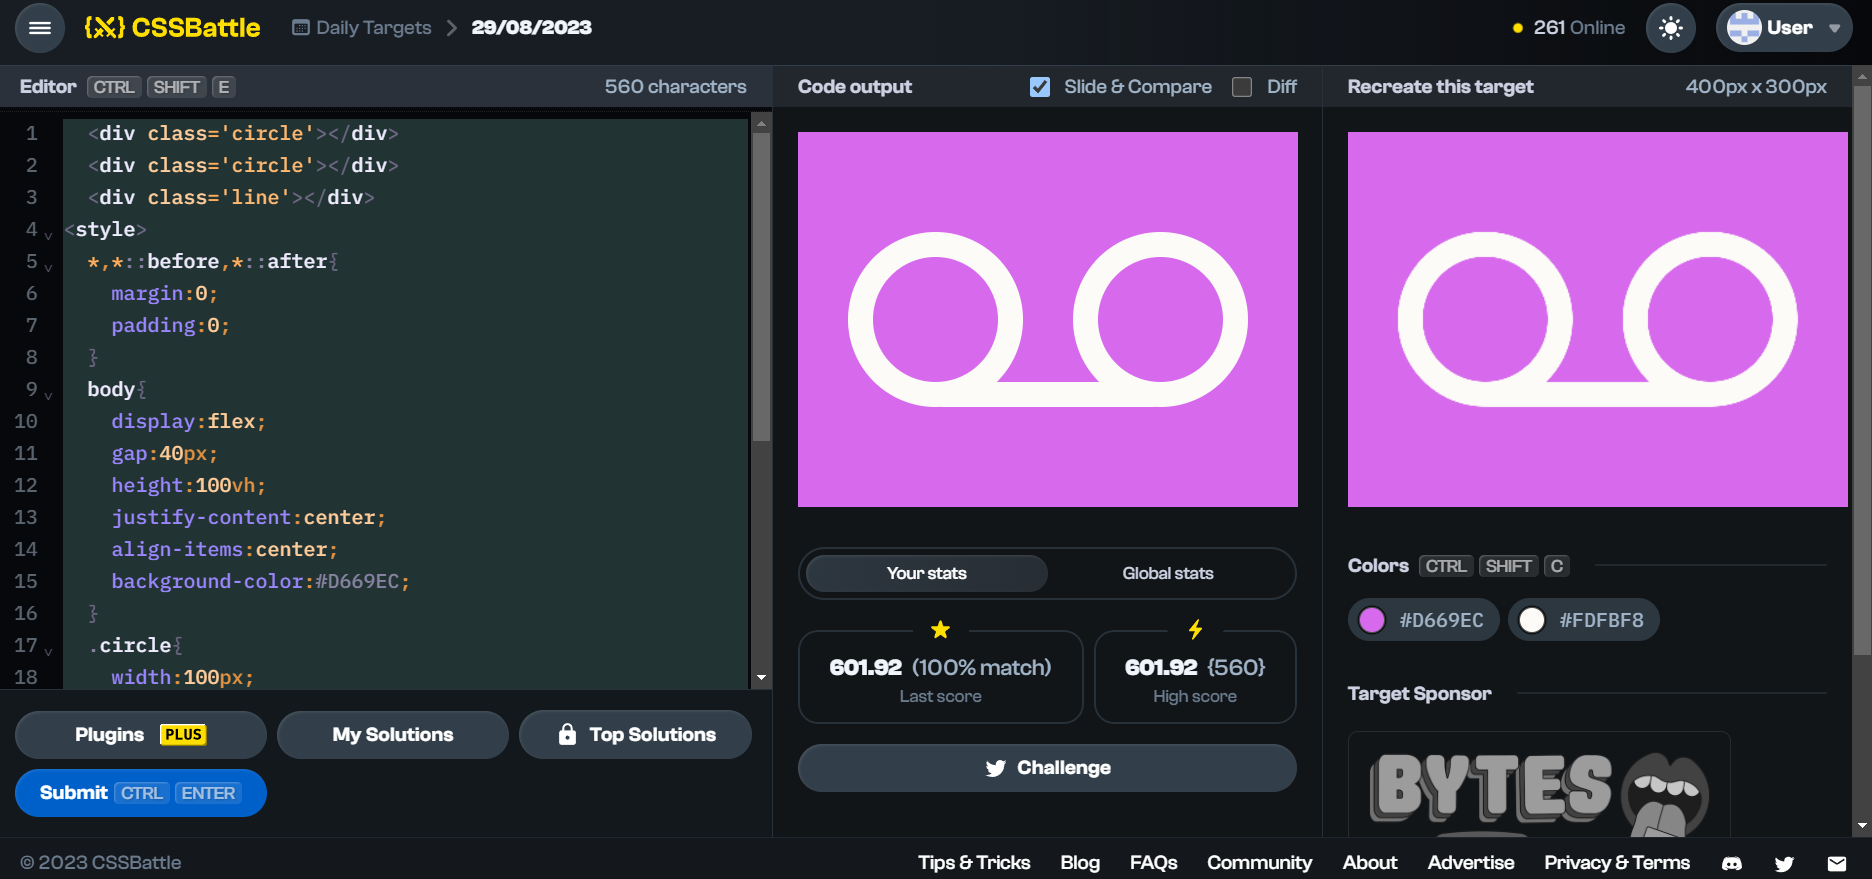 {X} CSSBattle Daily Targets 29/08/2023 261 Online User
Editor CTRL SHIFT E 560 characters
1 <div class='circle'></div>
2 <div class='circle'></div>
3 <div class='line'></div>
4 <style>
5 *,*::before,*::after{
6 margin:0;
7 padding:0;
8 }
9 body{
10 display:flex;
11 gap:40px;
12 height:100vh;
13 justify-content:center;
14 align-items:center;
15 background-color:#D669EC;
16 }
17 .circle{
18 width:100px;
Plugins PLUS My Solutions Top Solutions
Submit CTRL ENTER
Code output Slide & Compare Diff
Your stats Global stats
601.92 (100% match)
Last score
601.92 {560}
High score
Challenge
Recreate this target 400px x 300px
Colors CTRL SHIFT C
#D669EC #FDFBF8
Target Sponsor
BYTES
© 2023 CSSBattle Tips & Tricks Blog FAQs Community About Advertise Privacy & Terms